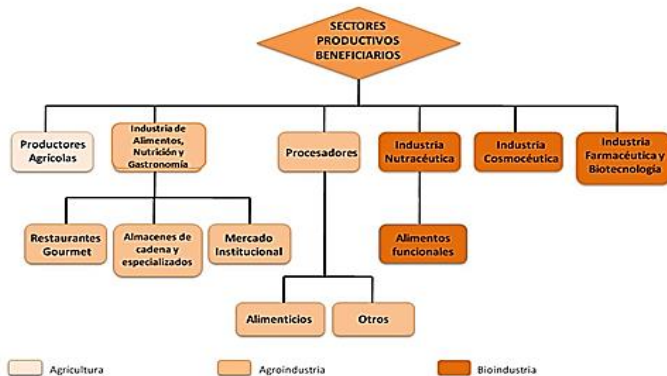 SECTORES
PRODUCTIVOS
BENEFICIARIOS
Productores
Agrícolas
Industria de
Alimentos,
Nutrición y
Gastronomía
Procesadores
Industria
Nutracéutica
Industria
Cosmocéutica
Industria
Farmacéutica y
Biotecnología
Restaurantes
Gourmet
Almacenes de
cadena y
especializados
Mercado
Institucional
Alimentos
funcionales
Alimenticios
Otros
Agricultura
Agroindustria
Bioindustria